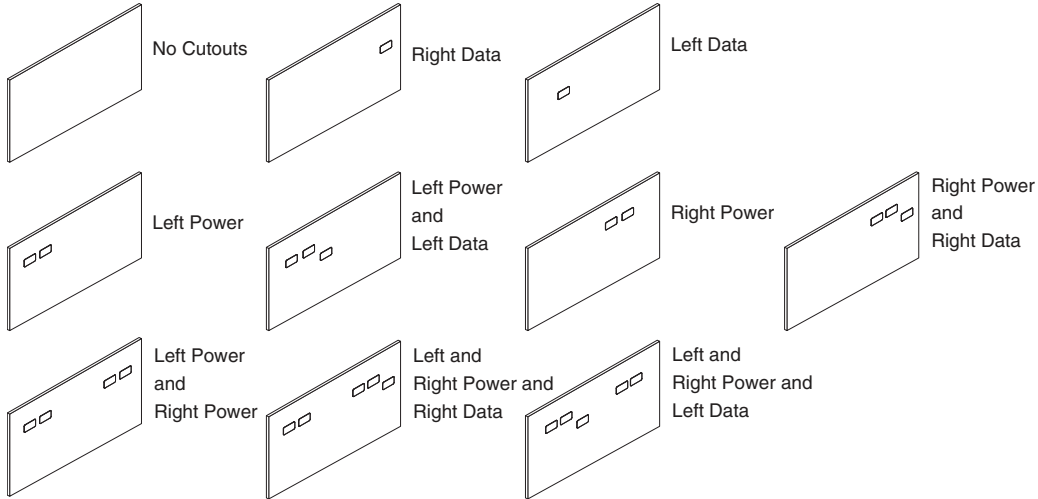 No Cutouts
Right Data
Left Data
Left Power
Left Power
and
Left Data
Right Power
Right Power
and
Right Data
Left Power
and
Right Power
Left and
Right Power and
Right Data
Left and
Right Power and
Left Data